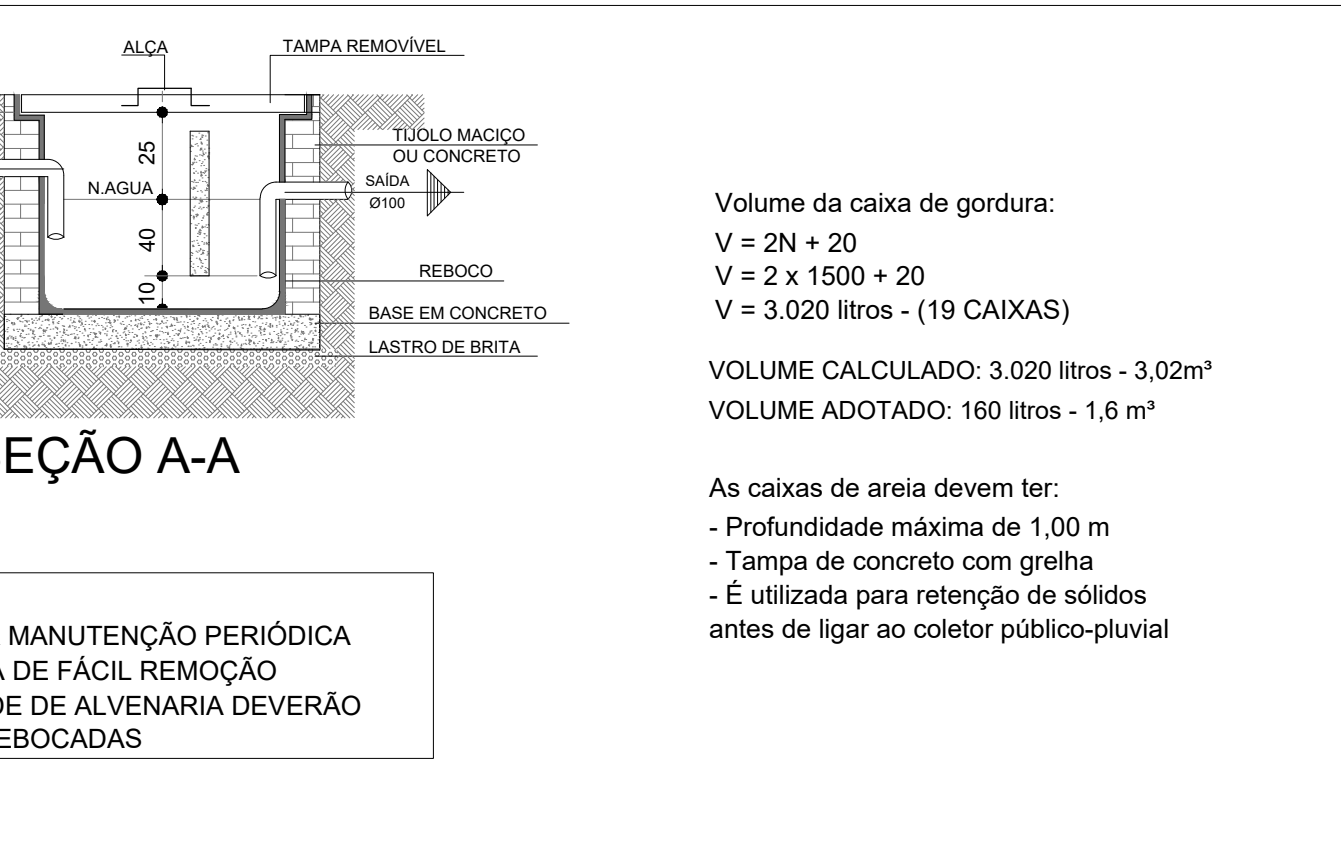 ALÇA
TAMPA REMOVÍVEL
25
TIJOLO MACIÇO
OU CONCRETO
N.AGUA
SAÍDA
Ø100
40
10
REBOCO
BASE EM CONCRETO
LASTRO DE BRITA
EÇÃO A-A
MANUTENÇÃO PERIÓDICA
A DE FÁCIL REMOÇÃO
DE DE ALVENARIA DEVERÃO
EBOCADAS
Volume da caixa de gordura:
V = 2N + 20
V = 2 x 1500 + 20
V = 3.020 litros - (19 CAIXAS)
VOLUME CALCULADO: 3.020 litros - 3,02m³
VOLUME ADOTADO: 160 litros - 1,6 m³
As caixas de areia devem ter:
- Profundidade máxima de 1,00 m
- Tampa de concreto com grelha
- É utilizada para retenção de sólidos
antes de ligar ao coletor público-pluvial